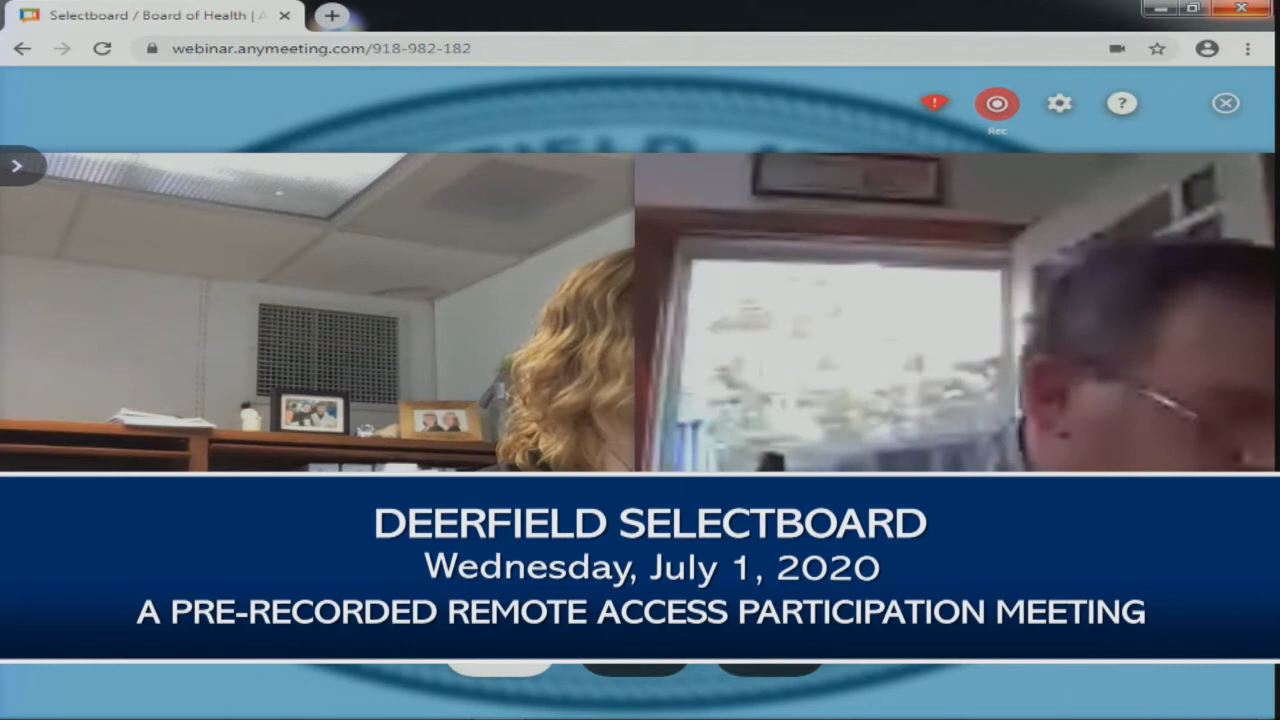 Selectboard / Board of Health | A
webinar.anymeeting.com/918-982-182
!
Rec
?
DEERFIELD SELECTBOARD
Wednesday, July 1, 2020
A PRE-RECORDED REMOTE ACCESS PARTICIPATION MEETING